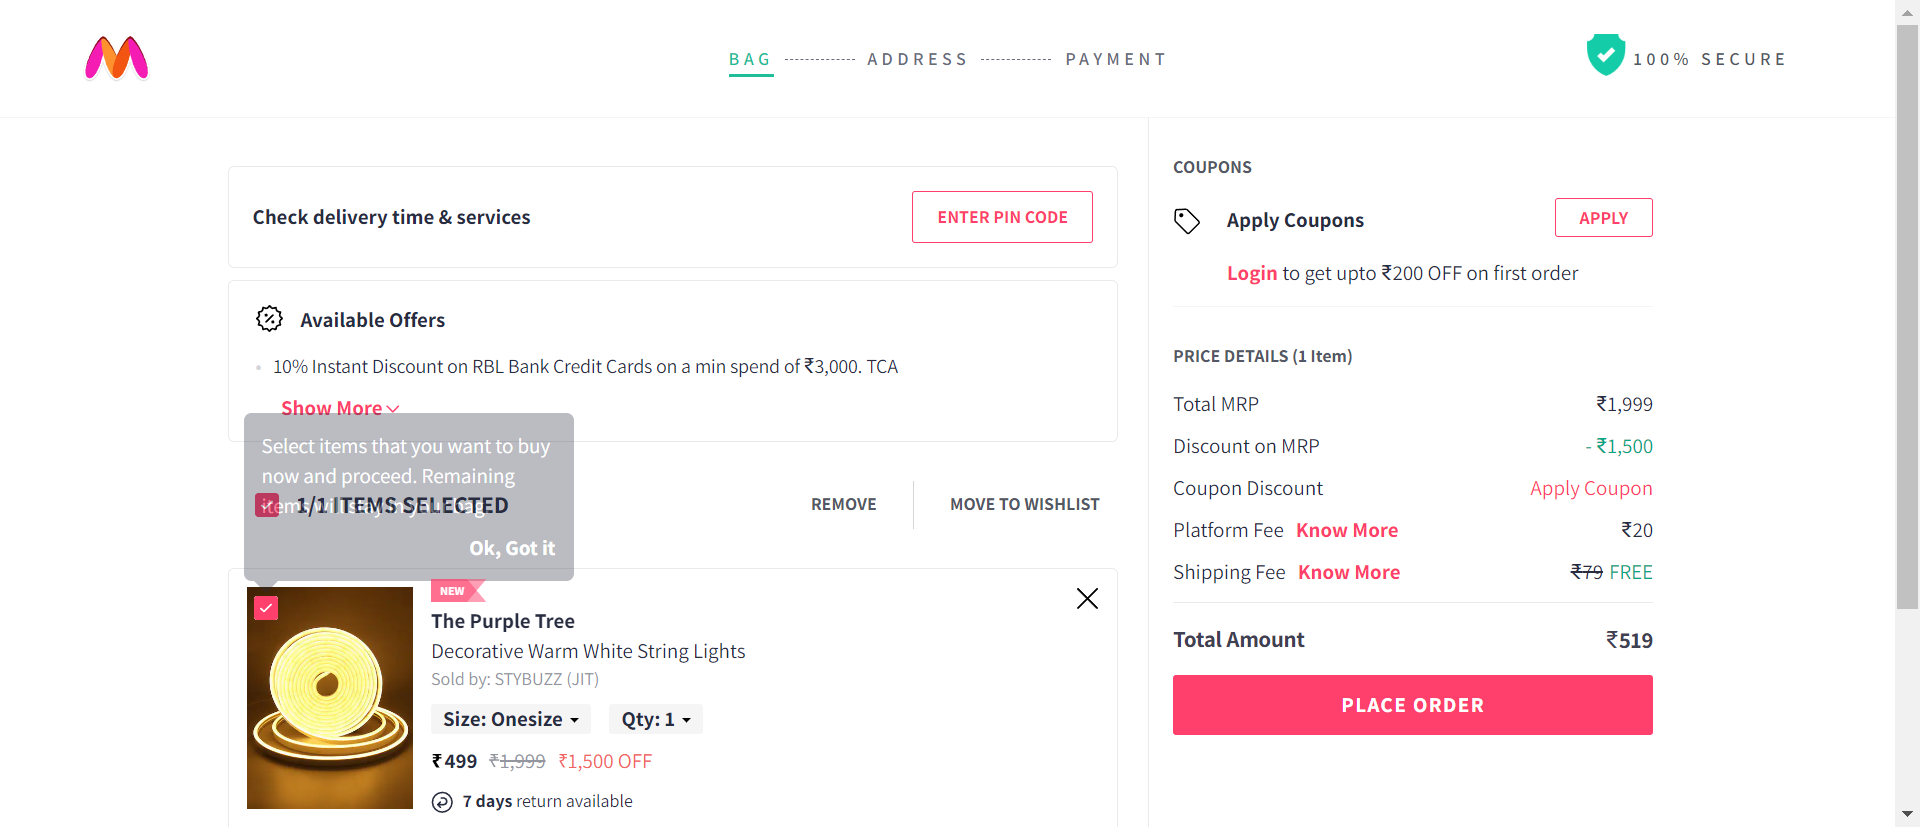 BAG ADDRESS PAYMENT
100% SECURE
Check delivery time & services
ENTER PIN CODE
Available Offers
10% Instant Discount on RBL Bank Credit Cards on a min spend of ₹3,000. TCA
Show More
Select items that you want to buy
now and proceed. Remaining
items will stay in your bag.
1/1 ITEMS SELECTED
Ok, Got it
REMOVE
MOVE TO WISHLIST
NEW
The Purple Tree
Decorative Warm White String Lights
Sold by: STYBUZZ (JIT)
Size: Onesize Qty: 1
₹499 ₹1,999 ₹1,500 OFF
7 days return available
COUPONS
Apply Coupons
APPLY
Login to get upto ₹200 OFF on first order
PRICE DETAILS (1 Item)
Total MRP ₹1,999
Discount on MRP - ₹1,500
Coupon Discount Apply Coupon
Platform Fee Know More ₹20
Shipping Fee Know More ₹79 FREE
Total Amount ₹519
PLACE ORDER